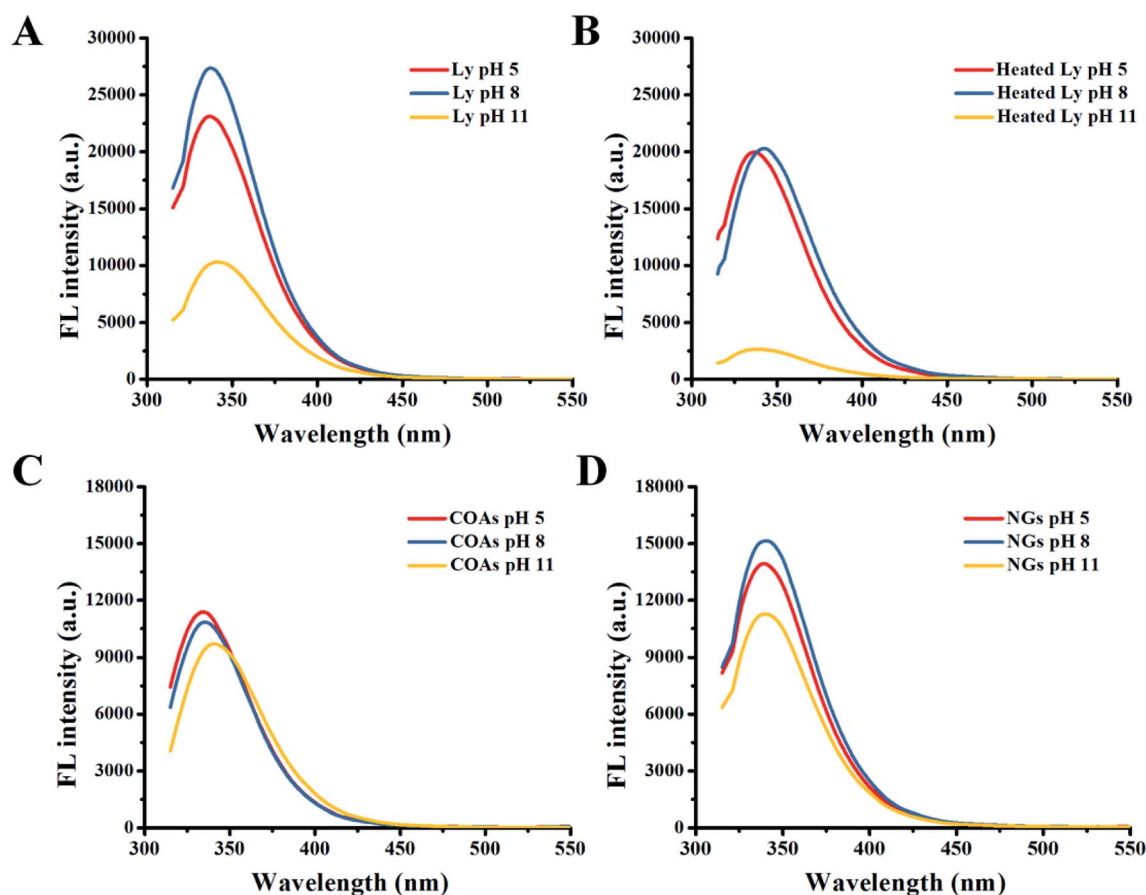 A
30000
25000
20000
15000
10000
5000
0
FL intensity (a.u.)
Ly pH 5
Ly pH 8
Ly pH 11
300 350 400 450 500 550
Wavelength (nm)
B
30000
25000
20000
15000
10000
5000
0
FL intensity (a.u.)
Heated Ly pH 5
Heated Ly pH 8
Heated Ly pH 11
300 350 400 450 500 550
Wavelength (nm)
C
18000
15000
12000
9000
6000
3000
0
FL intensity (a.u.)
COAs pH 5
COAs pH 8
COAs pH 11
300 350 400 450 500 550
Wavelength (nm)
D
18000
15000
12000
9000
6000
3000
0
FL intensity (a.u.)
NGs pH 5
NGs pH 8
NGs pH 11
300 350 400 450 500 550
Wavelength (nm)